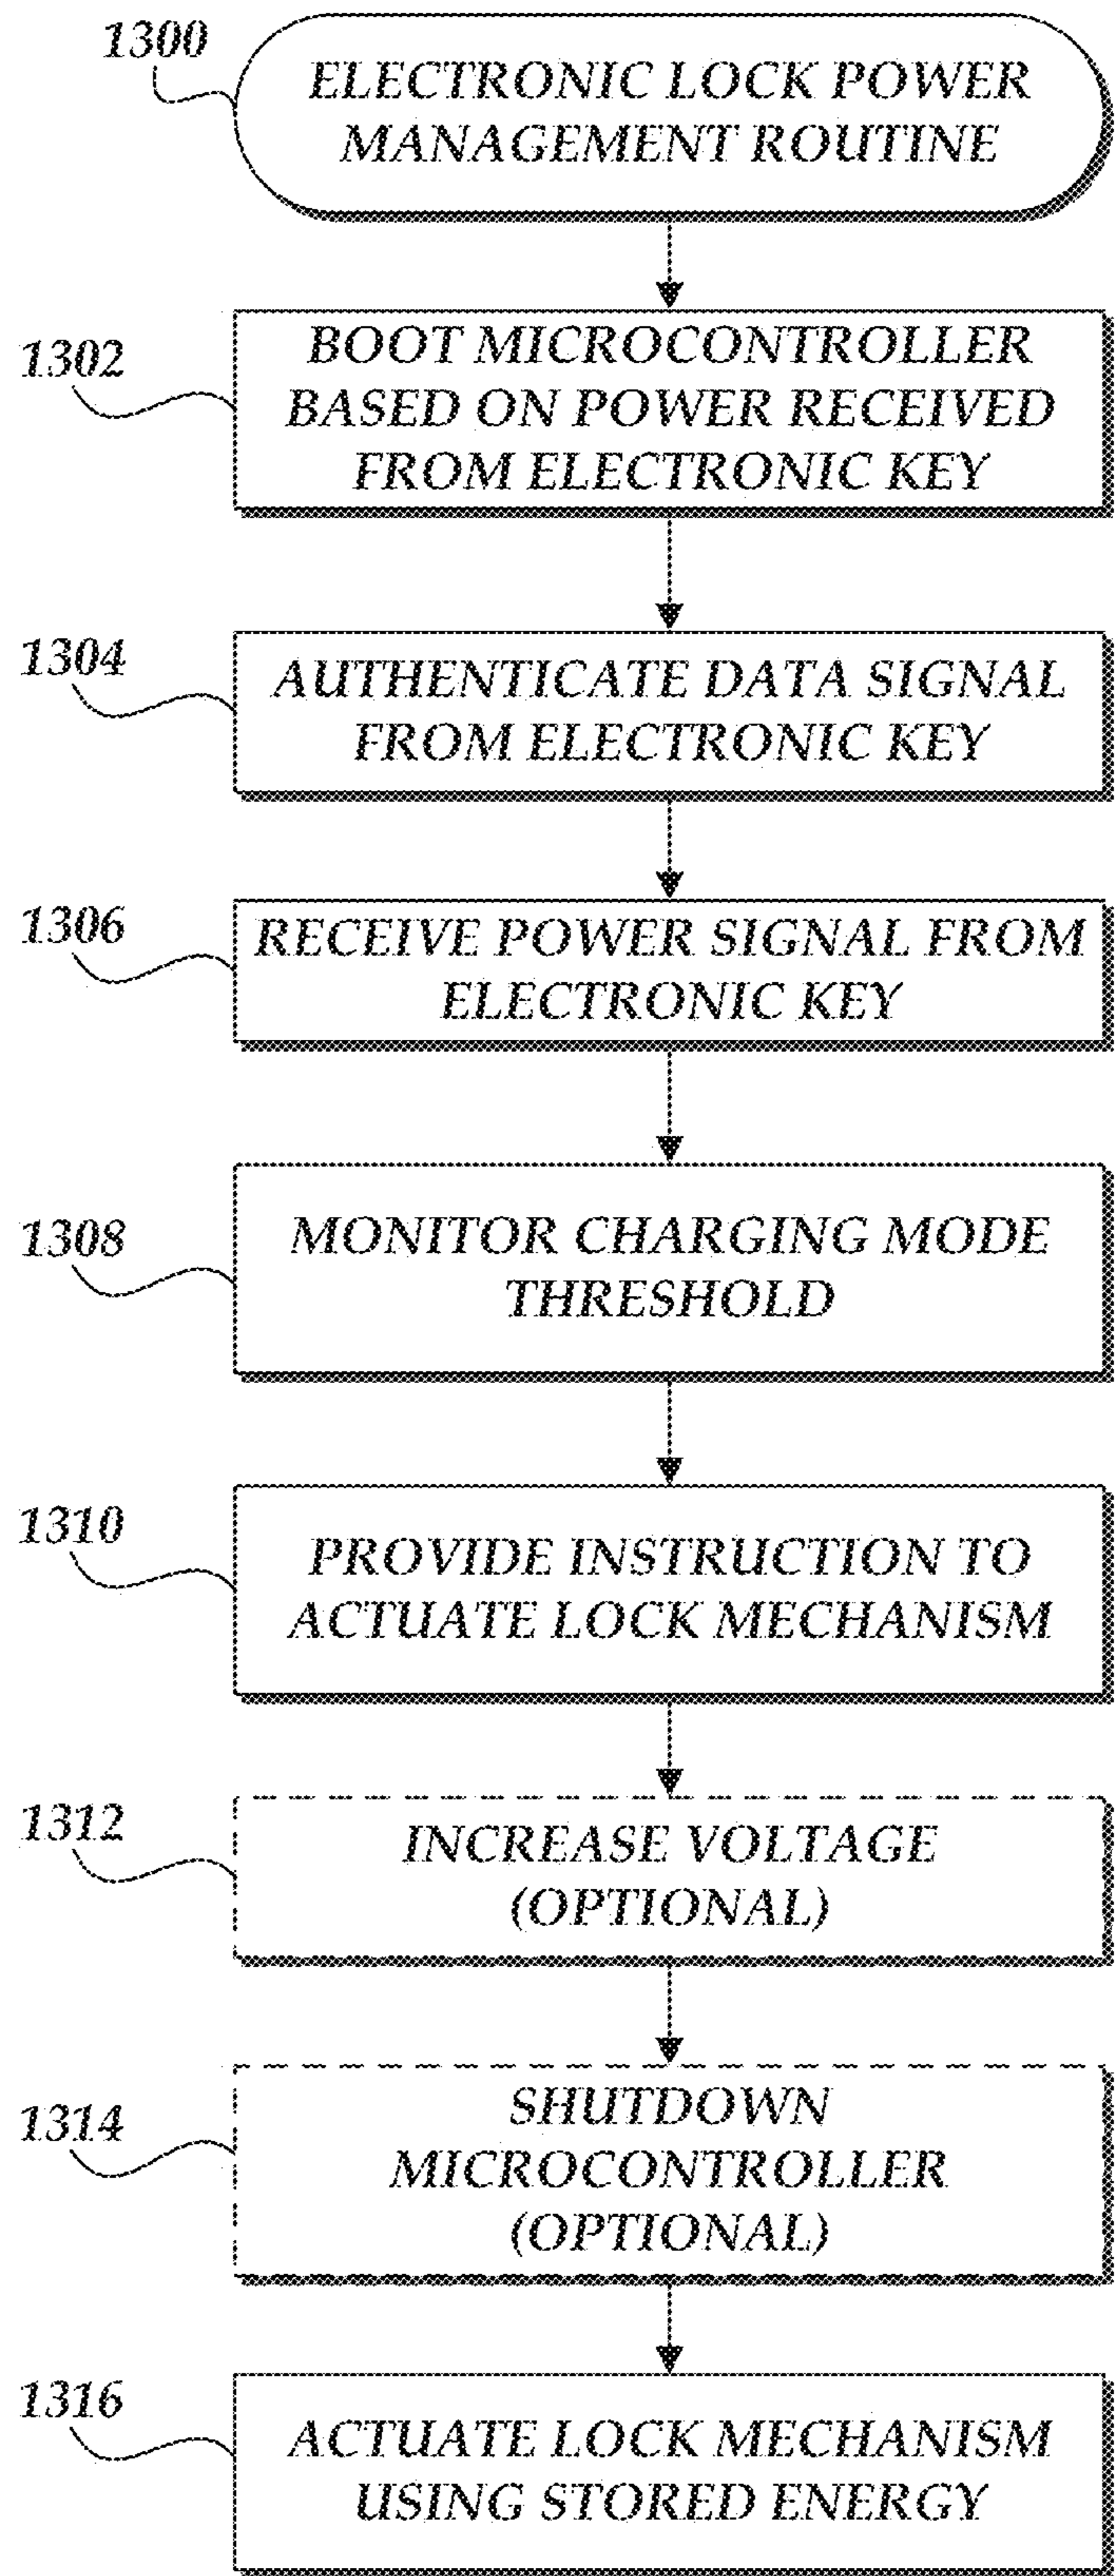 1300
ELECTRONIC LOCK POWER
MANAGEMENT ROUTINE
1302
BOOT MICROCONTROLLER
BASED ON POWER RECEIVED
FROM ELECTRONIC KEY
1304
AUTHENTICATE DATA SIGNAL
FROM ELECTRONIC KEY
1306
RECEIVE POWER SIGNAL FROM
ELECTRONIC KEY
1308
MONITOR CHARGING MODE
THRESHOLD
1310
PROVIDE INSTRUCTION TO
ACTUATE LOCK MECHANISM
1312
INCREASE VOLTAGE
(OPTIONAL)
1314
SHUTDOWN
MICROCONTROLLER
(OPTIONAL)
1316
ACTUATE LOCK MECHANISM
USING STORED ENERGY